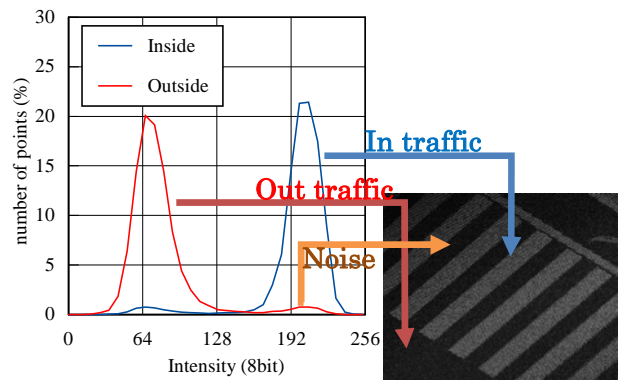 30
25
20
15
10
5
0
number of points (%)
Inside
Outside
In traffic
Out traffic
Noise
0 64 128 192 256
Intensity (8bit)